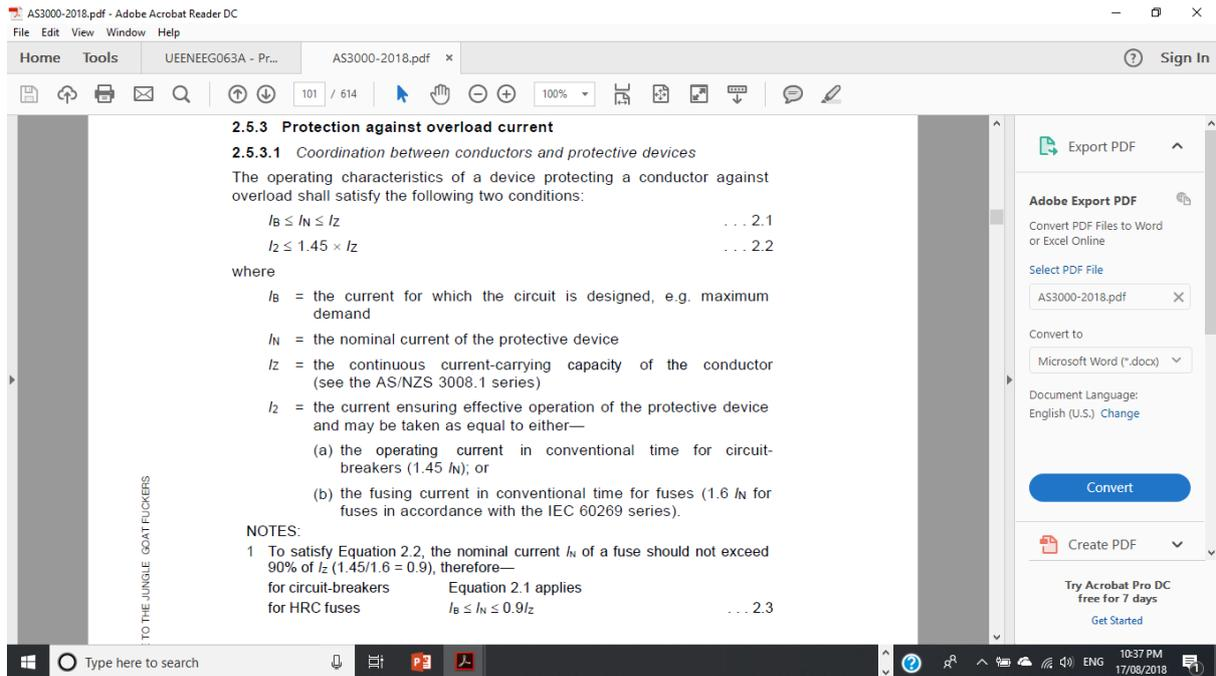 AS3000-2018.pdf - Adobe Acrobat Reader DC
File Edit View Window Help
Home Tools UEENEEG063A - Pr... AS3000-2018.pdf × ? Sign In
101 / 614 100%
2.5.3 Protection against overload current
2.5.3.1 Coordination between conductors and protective devices
The operating characteristics of a device protecting a conductor against
overload shall satisfy the following two conditions:
IB ≤ IN ≤ IZ . . . 2.1
I2 ≤ 1.45 × IZ . . . 2.2
where
IB = the current for which the circuit is designed, e.g. maximum
demand
IN = the nominal current of the protective device
IZ = the continuous current-carrying capacity of the conductor
(see the AS/NZS 3008.1 series)
I2 = the current ensuring effective operation of the protective device
and may be taken as equal to either—
(a) the operating current in conventional time for circuit-
breakers (1.45 IN); or
(b) the fusing current in conventional time for fuses (1.6 IN for
fuses in accordance with the IEC 60269 series).
NOTES:
1 To satisfy Equation 2.2, the nominal current IN of a fuse should not exceed
90% of IZ (1.45/1.6 = 0.9), therefore—
for circuit-breakers Equation 2.1 applies
for HRC fuses IB ≤ IN ≤ 0.9IZ . . . 2.3
TO THE JUNGLE GOAT FUCKERS
Export PDF
Adobe Export PDF
Convert PDF Files to Word
or Excel Online
Select PDF File
AS3000-2018.pdf
Convert to
Microsoft Word (*.docx)
Document Language:
English (U.S.) Change
Convert
Create PDF
Try Acrobat Pro DC
free for 7 days
Get Started
Type here to search
ENG
10:37 PM
17/08/2018
1